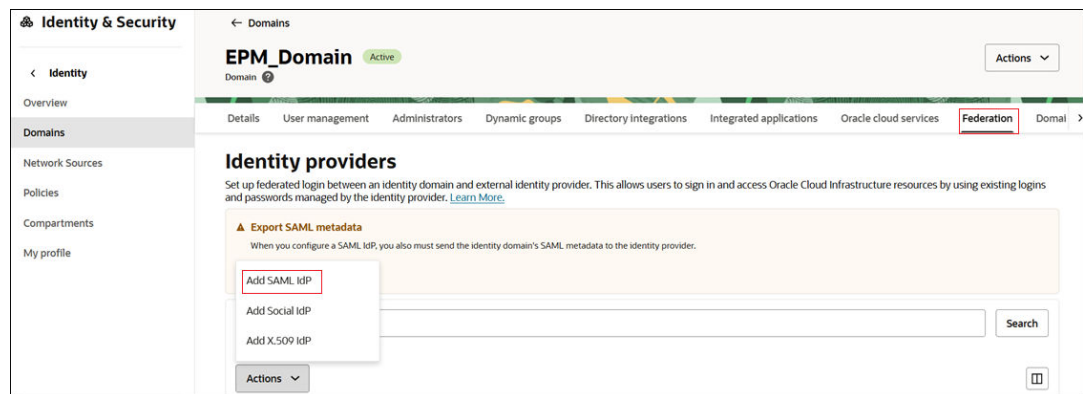 Identity & Security
Identity
Overview
Domains
Network Sources
Policies
Compartments
My profile
← Domains
EPM_Domain Active
Domain ?
Actions
Details User management Administrators Dynamic groups Directory integrations Integrated applications Oracle cloud services Federation Domai
Identity providers
Set up federated login between an identity domain and external identity provider. This allows users to sign in and access Oracle Cloud Infrastructure resources by using existing logins
and passwords managed by the identity provider. Learn More.
Export SAML metadata
When you configure a SAML IdP, you also must send the identity domain's SAML metadata to the identity provider.
Add SAML IdP
Add Social IdP
Add X.509 IdP
Search
Actions